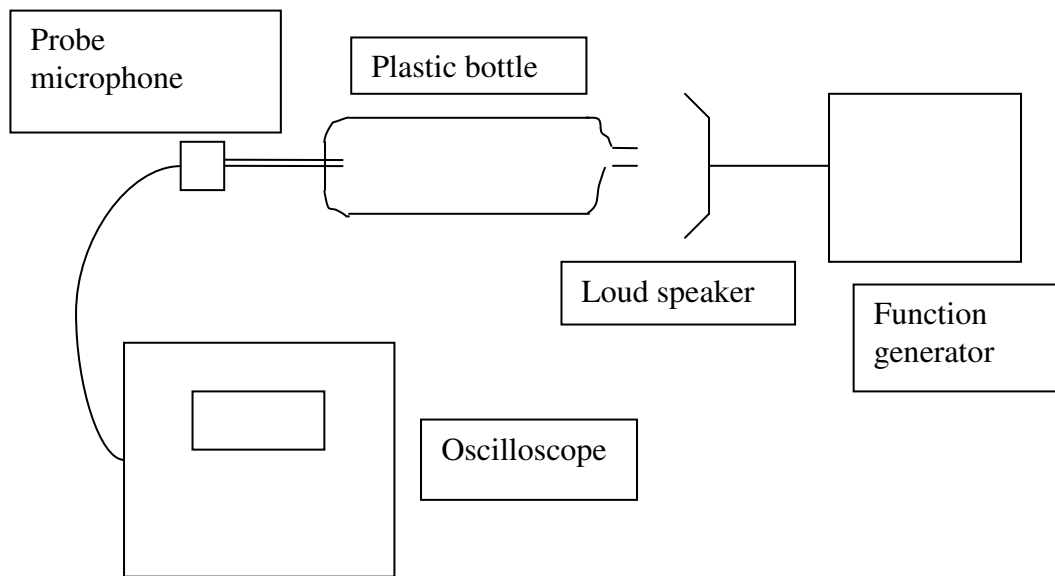 Probe
microphone
Plastic bottle
Loud speaker
Function
generator
Oscilloscope